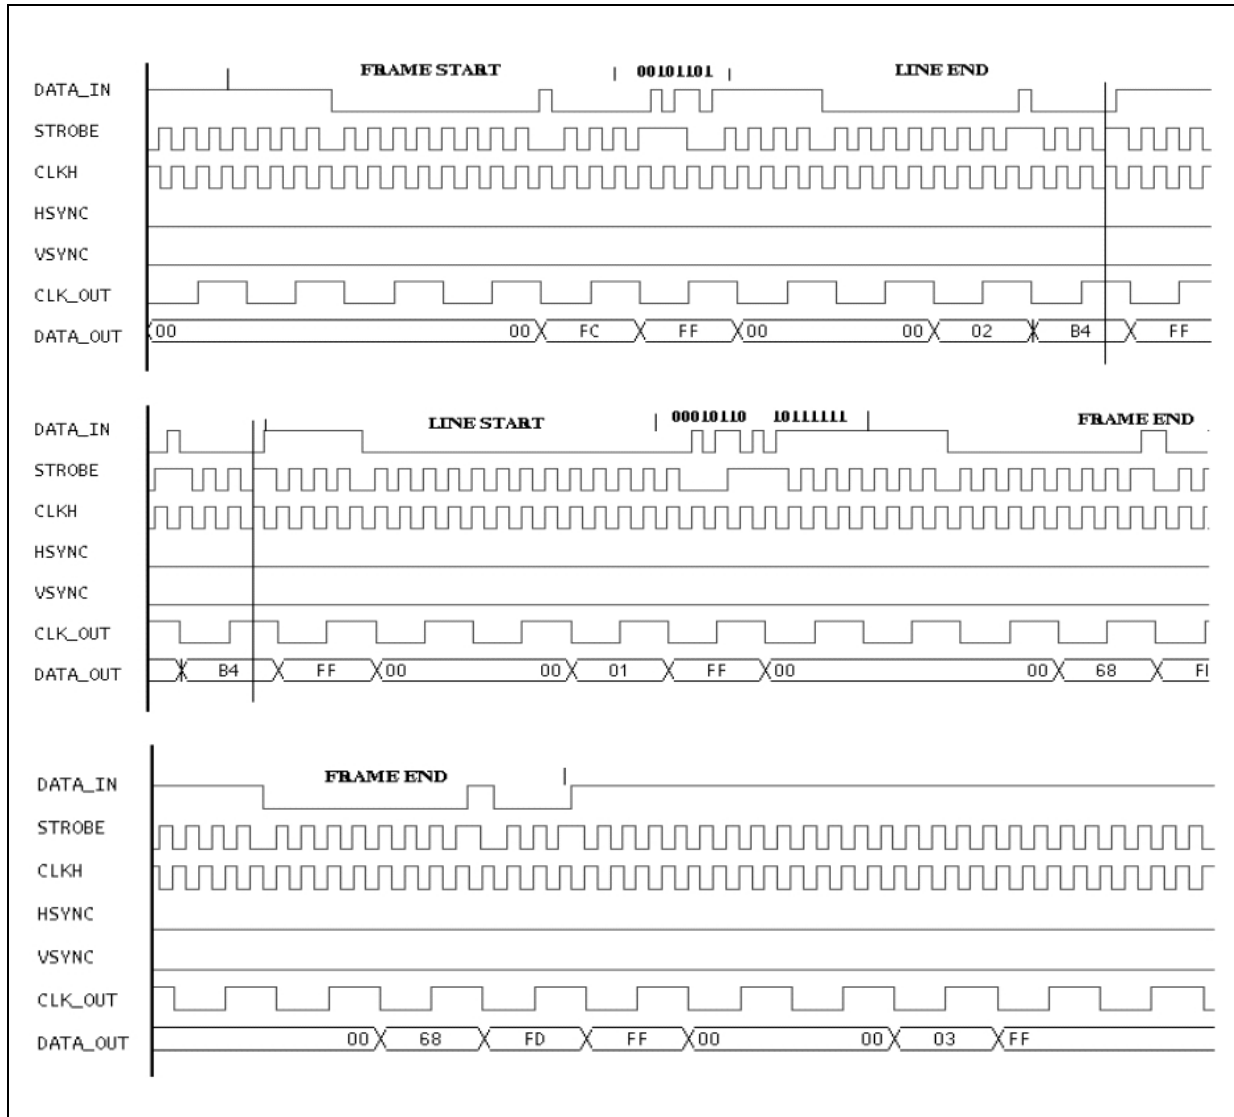 FRAME START | 00101101 | LINE END
DATA_IN
STROBE
CLKH
HSYNC
VSYNC
CLK_OUT
DATA_OUT 00 00 FC FF 00 00 02 B4 FF
LINE START | 00010110 10111111 | FRAME END
DATA_IN
STROBE
CLKH
HSYNC
VSYNC
CLK_OUT
DATA_OUT B4 FF 00 00 01 FF 00 00 68
FRAME END
DATA_IN
STROBE
CLKH
HSYNC
VSYNC
CLK_OUT
DATA_OUT 00 68 FD FF 00 00 03 FF